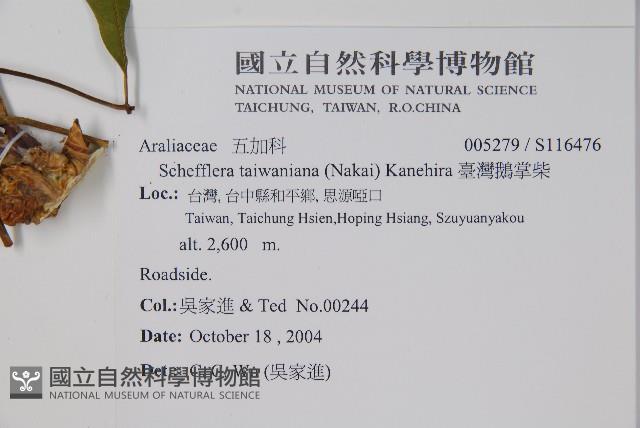 國立自然科學博物館
NATIONAL MUSEUM OF NATURAL SCIENCE
TAICHUNG, TAIWAN, R.O.CHINA
Araliaceae 五加科 005279 / S116476
Schefflera taiwaniana (Nakai) Kanehira 臺灣鵝掌柴
Loc.: 台灣, 台中縣和平鄉, 思源啞口
Taiwan, Taichung Hsien,Hoping Hsiang, Szuyuanyakou
alt. 2,600 m.
Roadside.
Col.:吳家進 & Ted No.00244
Date: October 18 , 2004
Det.: C. C. Wu (吳家進)
國立自然科學博物館
NATIONAL MUSEUM OF NATURAL SCIENCE